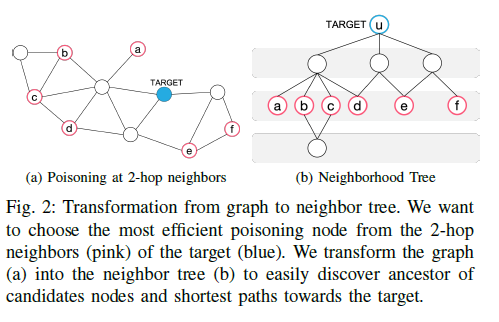 TARGET u
b
a
TARGET
c
d
f
e
a b c d e f
(a) Poisoning at 2-hop neighbors
(b) Neighborhood Tree
Fig. 2: Transformation from graph to neighbor tree. We want
to choose the most efficient poisoning node from the 2-hop
neighbors (pink) of the target (blue). We transform the graph
(a) into the neighbor tree (b) to easily discover ancestor of
candidates nodes and shortest paths towards the target.